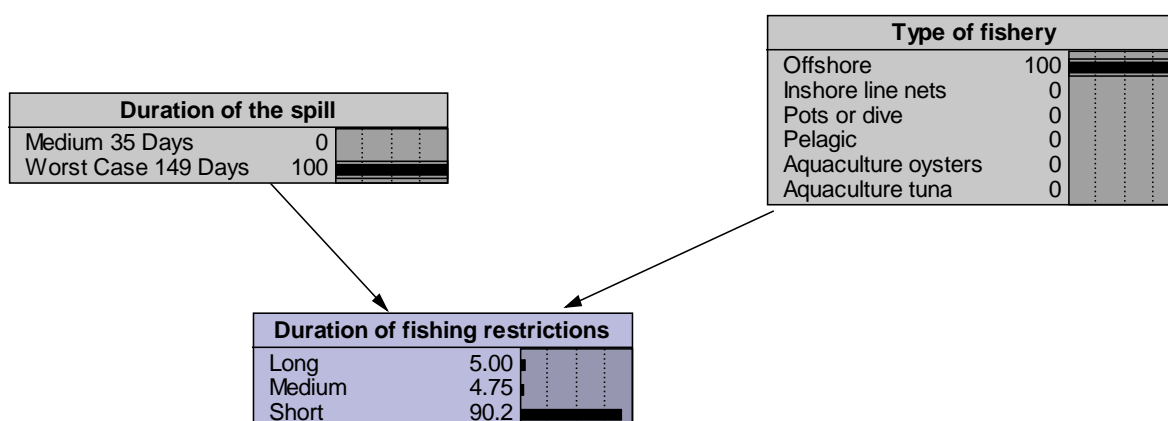 Type of fishery
Offshore 100
Inshore line nets 0
Pots or dive 0
Pelagic 0
Aquaculture oysters 0
Aquaculture tuna 0
Duration of the spill
Medium 35 Days 0
Worst Case 149 Days 100
Duration of fishing restrictions
Long 5.00
Medium 4.75
Short 90.2